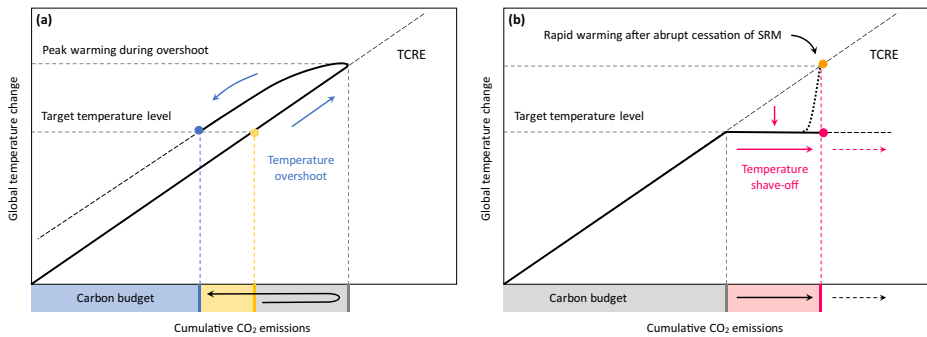 (a)
Peak warming during overshoot
TCRE
Target temperature level
Temperature
overshoot
Global temperature change
Carbon budget
Cumulative CO₂ emissions
(b)
Rapid warming after abrupt cessation of SRM
TCRE
Target temperature level
Temperature
shave-off
Global temperature change
Carbon budget
Cumulative CO₂ emissions